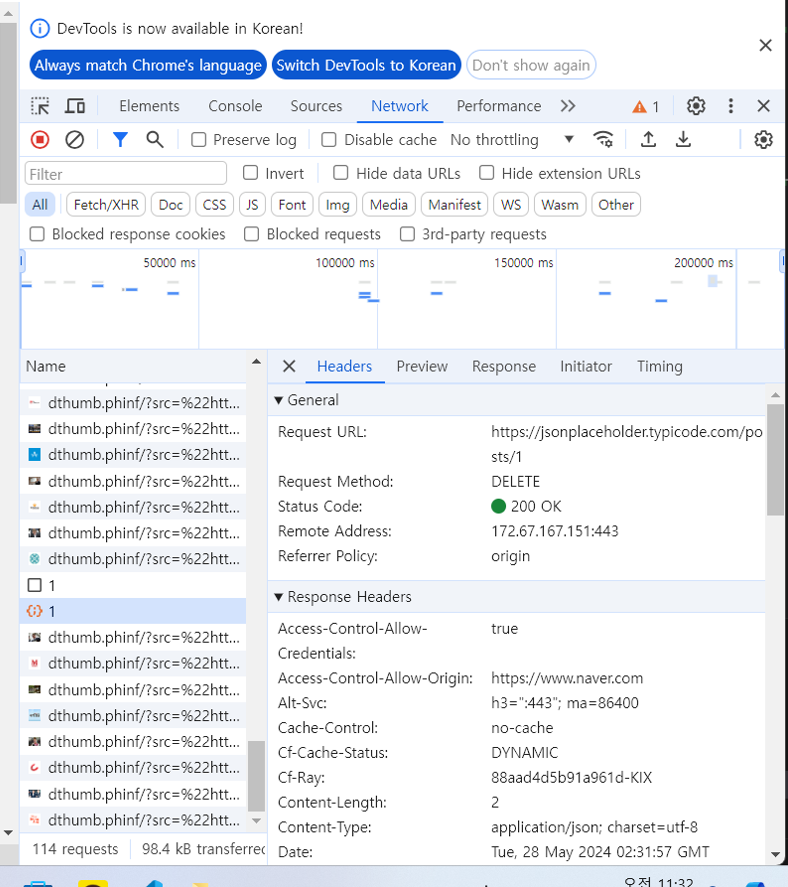 DevTools is now available in Korean!
Always match Chrome's language Switch DevTools to Korean Don't show again
Elements Console Sources Network Performance 1
Preserve log Disable cache No throttling
Filter Invert Hide data URLs Hide extension URLs
All Fetch/XHR Doc CSS JS Font Img Media Manifest WS Wasm Other
Blocked response cookies Blocked requests 3rd-party requests
50000 ms 100000 ms 150000 ms 200000 ms
Name
dthumb.phinf/?src=%22htt...
dthumb.phinf/?src=%22htt...
dthumb.phinf/?src=%22htt...
dthumb.phinf/?src=%22htt...
dthumb.phinf/?src=%22htt...
dthumb.phinf/?src=%22htt...
dthumb.phinf/?src=%22htt...
1
1
dthumb.phinf/?src=%22htt...
dthumb.phinf/?src=%22htt...
dthumb.phinf/?src=%22htt...
dthumb.phinf/?src=%22htt...
dthumb.phinf/?src=%22htt...
dthumb.phinf/?src=%22htt...
dthumb.phinf/?src=%22htt...
dthumb.phinf/?src=%22htt...
114 requests 98.4 kB transferred
Headers Preview Response Initiator Timing
General
Request URL: https://jsonplaceholder.typicode.com/po
sts/1
Request Method: DELETE
Status Code: 200 OK
Remote Address: 172.67.167.151:443
Referrer Policy: origin
Response Headers
Access-Control-Allow- true
Credentials:
Access-Control-Allow-Origin: https://www.naver.com
Alt-Svc: h3=":443"; ma=86400
Cache-Control: no-cache
Cf-Cache-Status: DYNAMIC
Cf-Ray: 88aad4d5b91a961d-KIX
Content-Length: 2
Content-Type: application/json; charset=utf-8
Date: Tue, 28 May 2024 02:31:57 GMT
오전 11:32